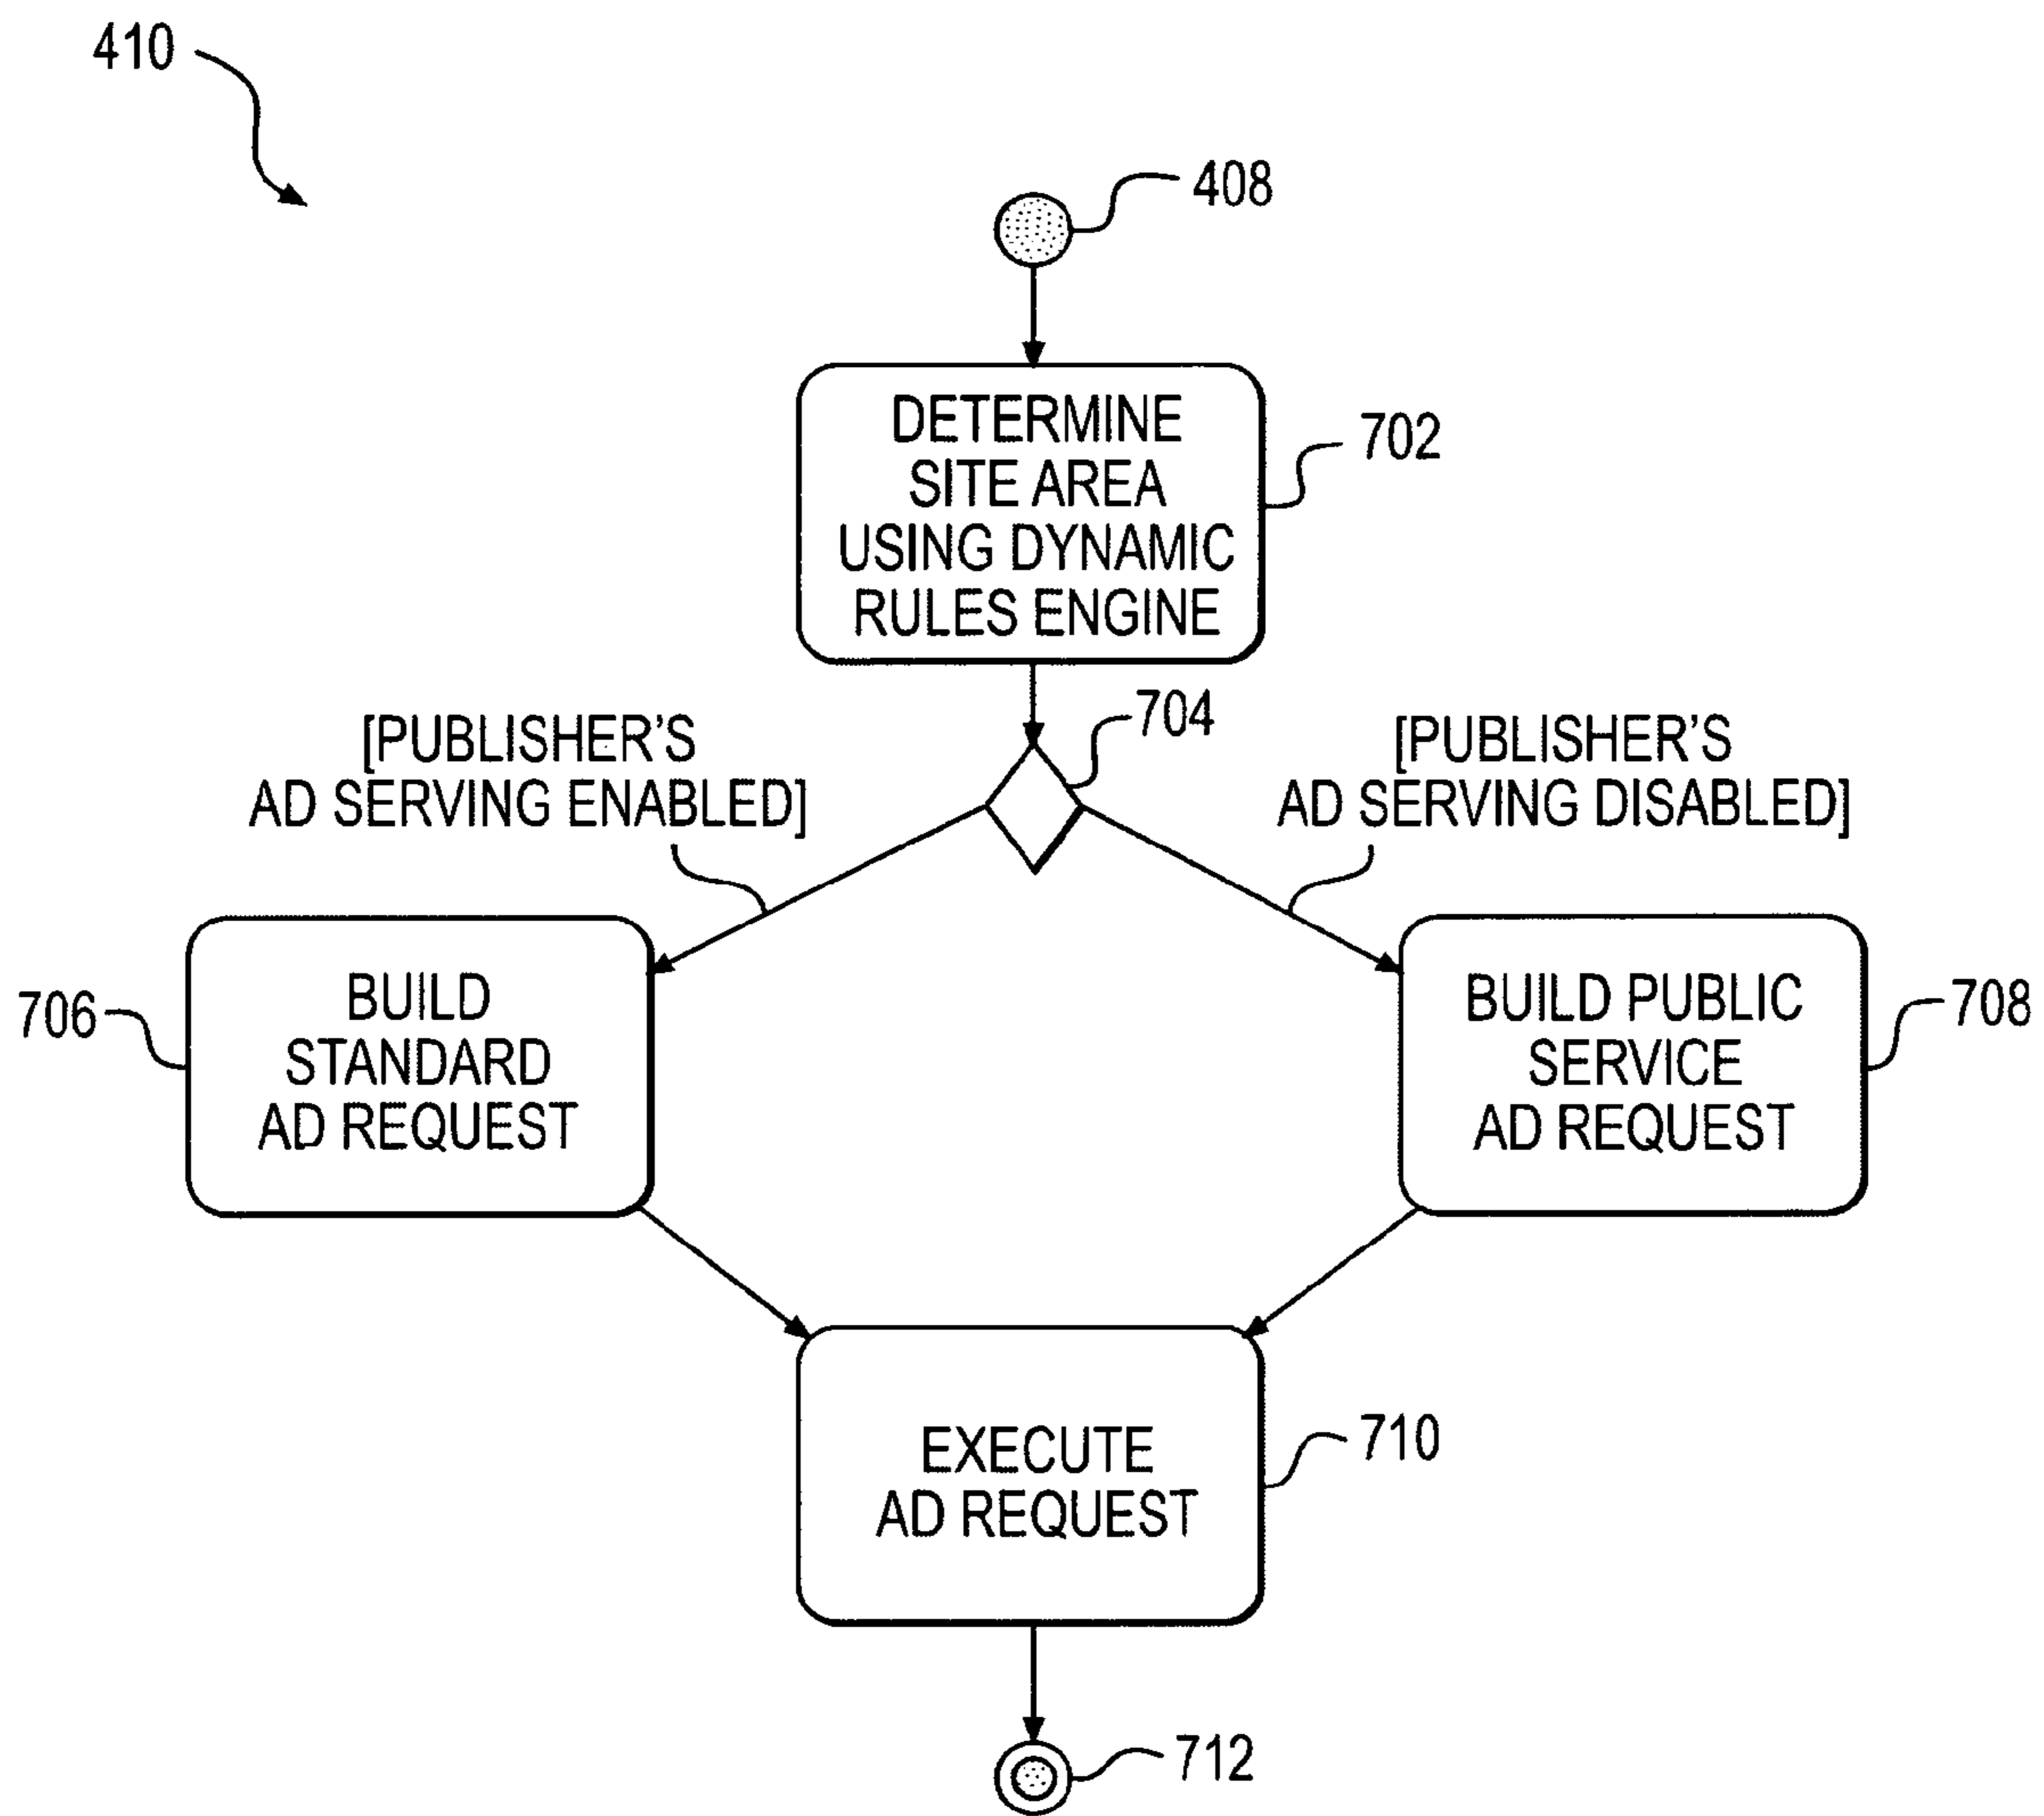 410
408
DETERMINE
SITE AREA
USING DYNAMIC
RULES ENGINE
702
704
[PUBLISHER'S
AD SERVING ENABLED]
[PUBLISHER'S
AD SERVING DISABLED]
706
BUILD
STANDARD
AD REQUEST
BUILD PUBLIC
SERVICE
AD REQUEST
708
EXECUTE
AD REQUEST
710
712